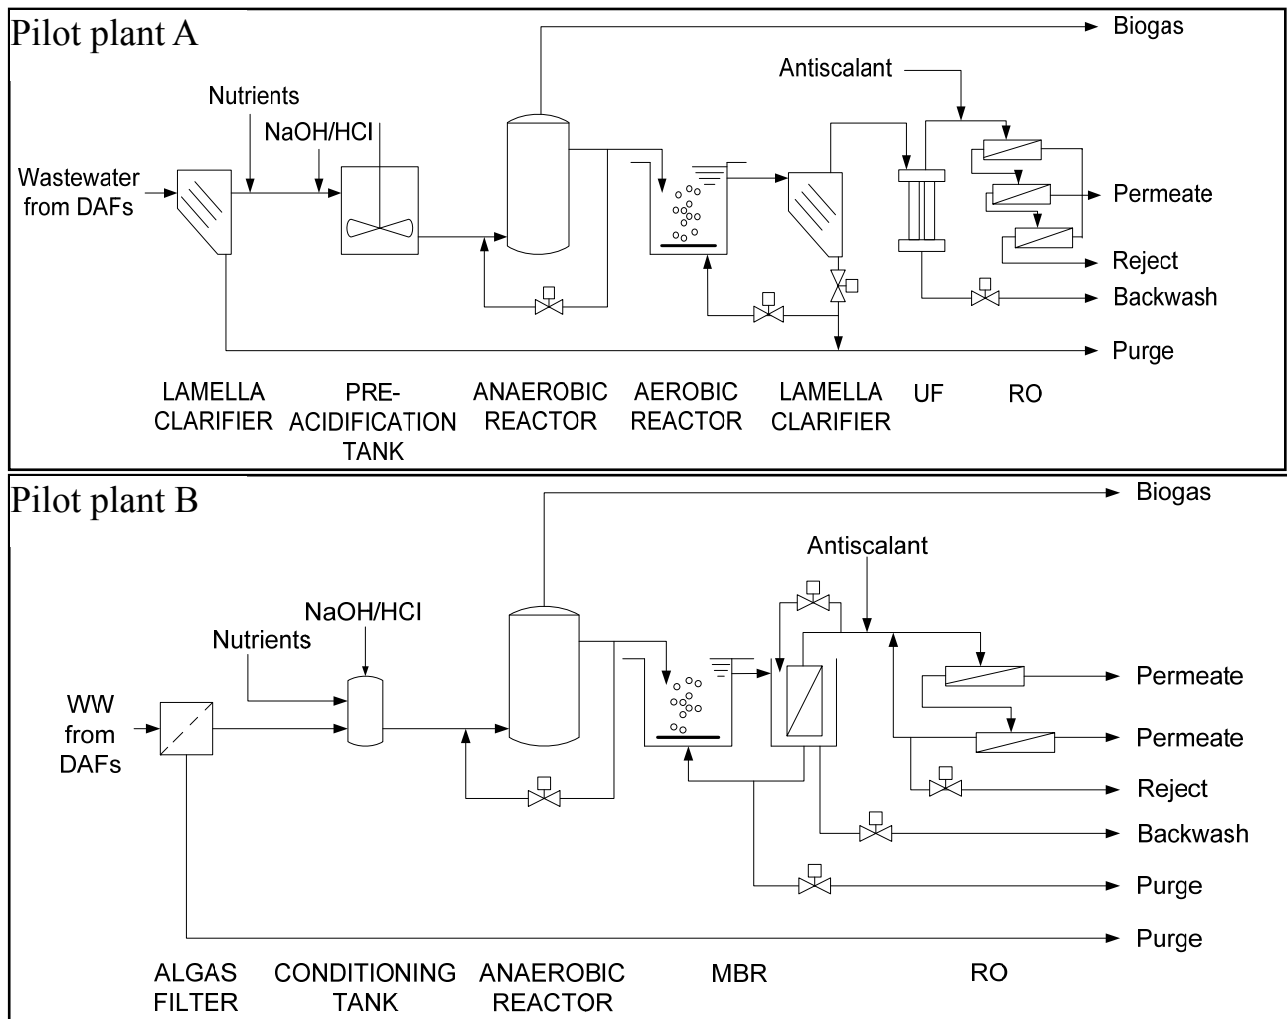 Pilot plant A
Biogas
Antiscalant
Nutrients
NaOH/HCl
Wastewater
from DAFs
Permeate
Reject
Backwash
Purge
LAMELLA
CLARIFIER
PRE-
ACIDIFICATION
TANK
ANAEROBIC
REACTOR
AEROBIC
REACTOR
LAMELLA
CLARIFIER
UF
RO
Pilot plant B
Biogas
Antiscalant
NaOH/HCl
Nutrients
WW
from
DAFs
Permeate
Permeate
Reject
Backwash
Purge
Purge
ALGAS
FILTER
CONDITIONING
TANK
ANAEROBIC
REACTOR
MBR
RO